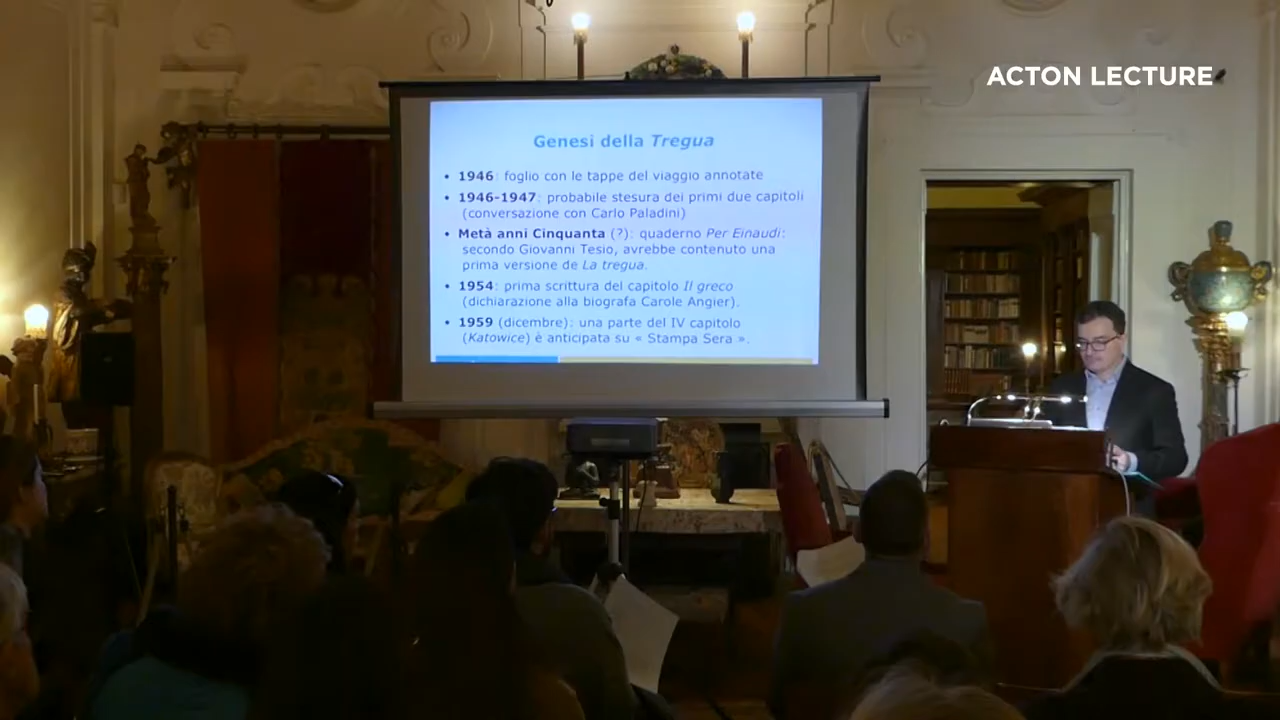 ACTON LECTURE
Genesi della Tregua
• 1946: foglio con le tappe del viaggio annotate
• 1946-1947: probabile stesura dei primi due capitoli
(conversazione con Carlo Paladini)
• Metà anni Cinquanta (?): quaderno Per Einaudi:
secondo Giovanni Tesio, avrebbe contenuto una
prima versione de La tregua.
• 1954: prima scrittura del capitolo Il greco
(dichiarazione alla biografa Carole Angier).
• 1959 (dicembre): una parte del IV capitolo
(Katowice) è anticipata su « Stampa Sera ».